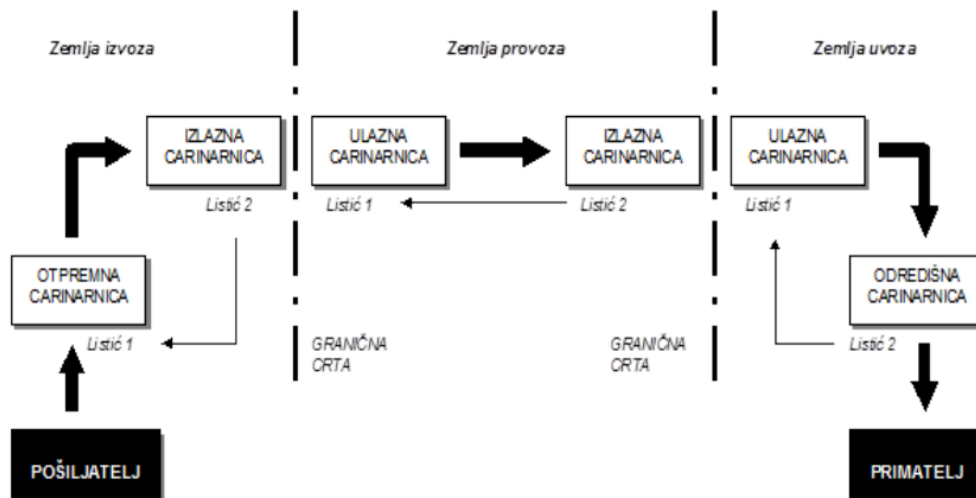 Zemlja izvoza
Zemlja provoza
Zemlja uvoza
IZLAZNA
CARINARNICA
Listić 2
ULAZNA
CARINARNICA
Listić 1
IZLAZNA
CARINARNICA
Listić 2
ULAZNA
CARINARNICA
Listić 1
OTPREMNA
CARINARNICA
Listić 1
ODREDIŠNA
CARINARNICA
Listić 2
GRANIČNA
CRTA
GRANIČNA
CRTA
POŠILJATELJ
PRIMATELJ